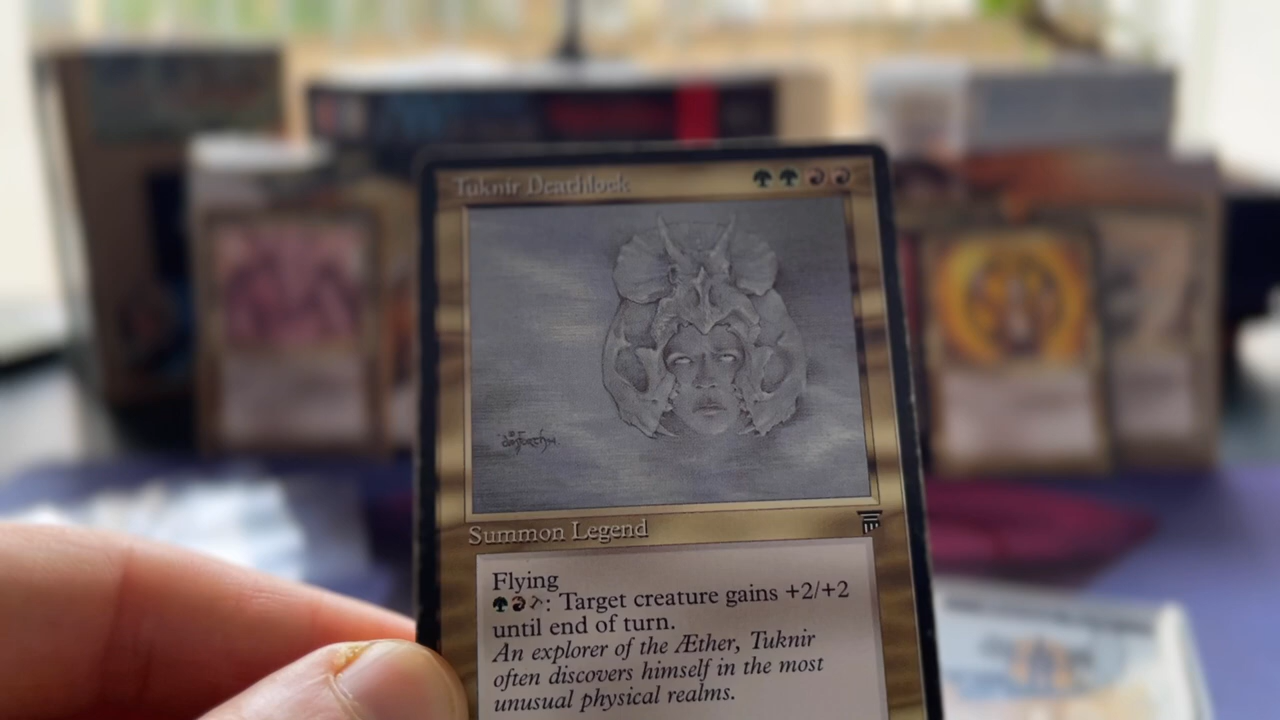 Tuknir Deathlock
Summon Legend
Flying
: Target creature gains +2/+2
until end of turn.
An explorer of the Æther, Tuknir
often discovers himself in the most
unusual physical realms.